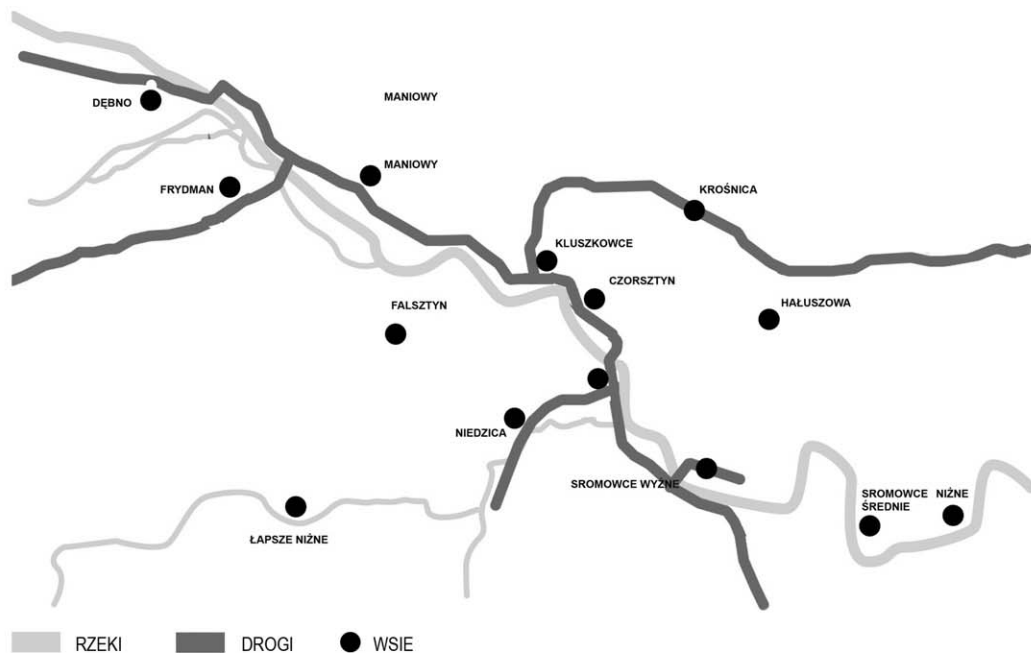 MANIOWY
DĘBNO
MANIOWY
FRYDMAN
KROŚNICA
KLUSZKOWCE
CZORSZTYN
FALSZTYN
HAŁUSZOWA
NIEDZICA
SROMOWCE WYŻNE
SROMOWCE
ŚREDNIE
NIŻNE
ŁAPSZE NIŻNE
RZEKI
DROGI
WSIE